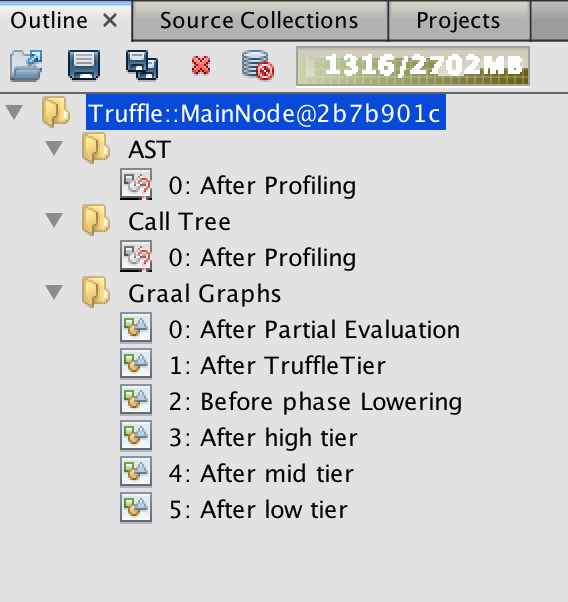 Outline Source Collections Projects
1316/2702MB
Truffle::MainNode@2b7b901c
AST
0: After Profiling
Call Tree
0: After Profiling
Graal Graphs
0: After Partial Evaluation
1: After TruffleTier
2: Before phase Lowering
3: After high tier
4: After mid tier
5: After low tier